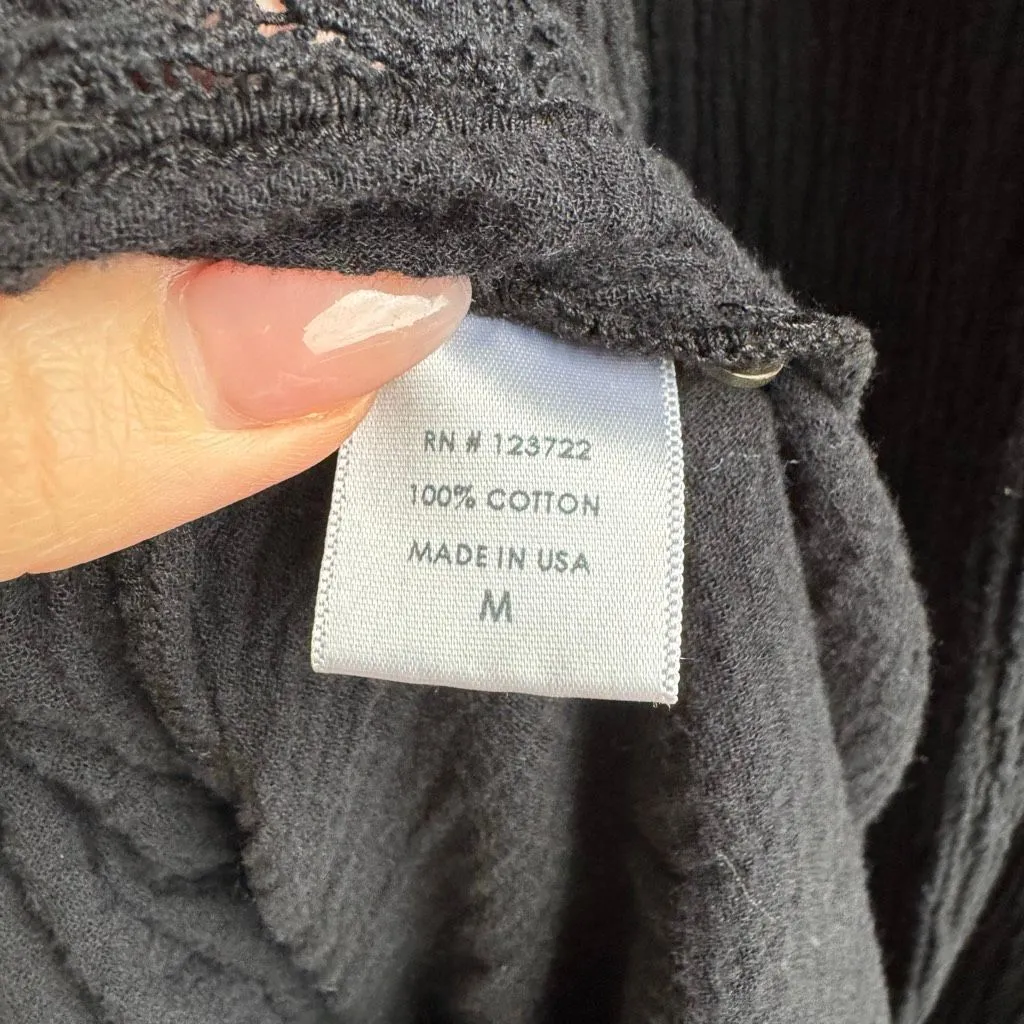 RN # 123722
100% COTTON
MADE IN USA
M